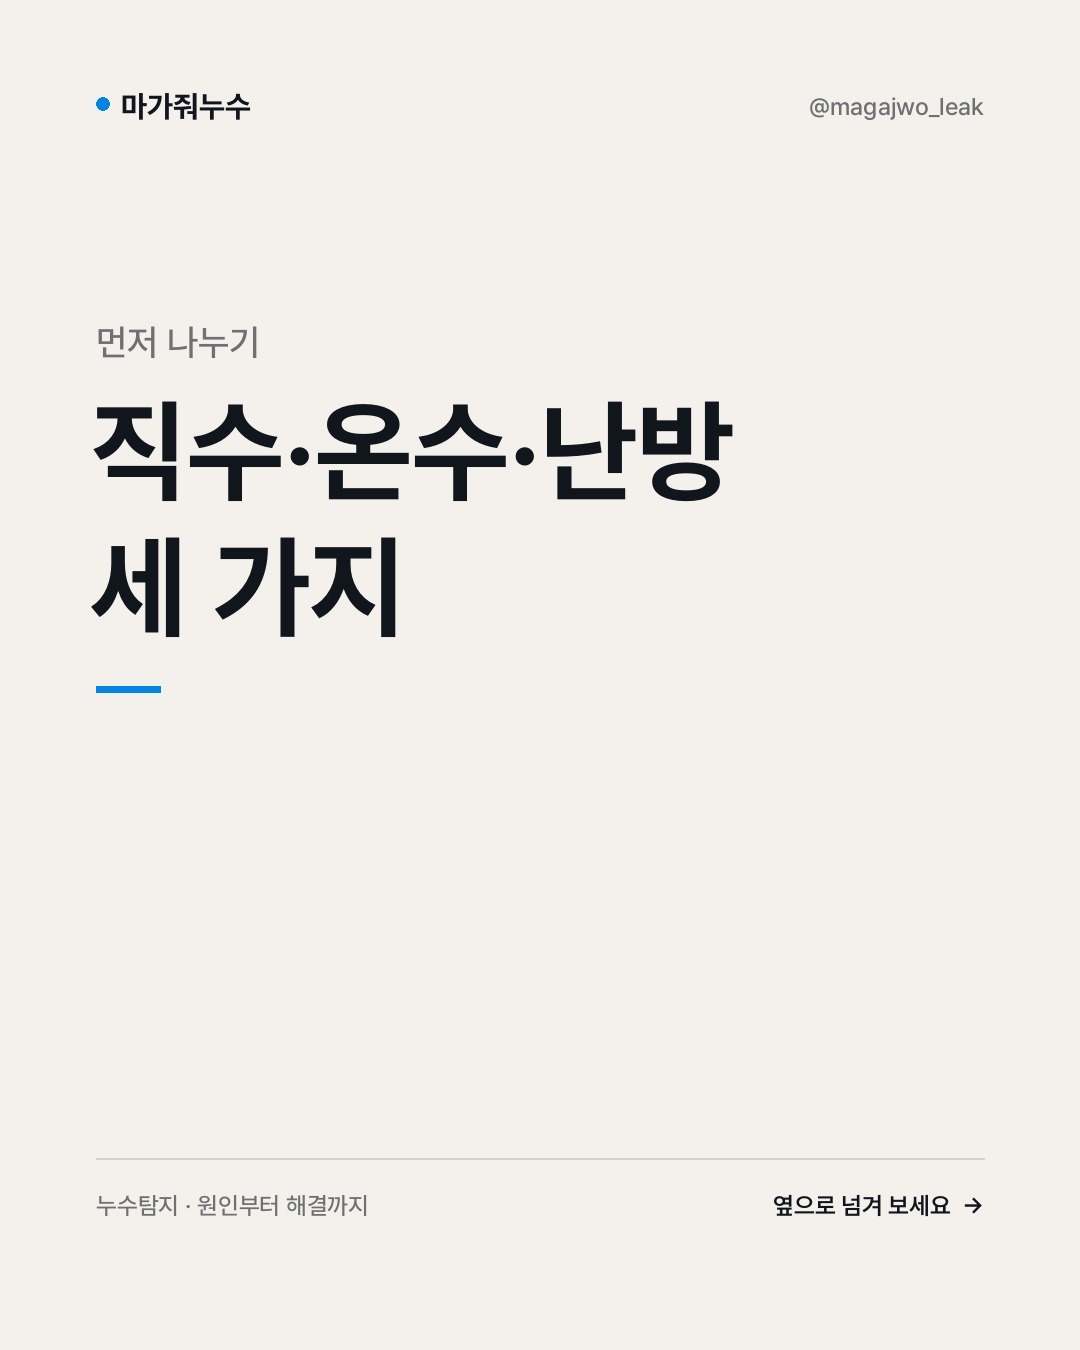 마가줘누수
@magajwo_leak
먼저 나누기
직수·온수·난방
세 가지
누수탐지 · 원인부터 해결까지
옆으로 넘겨 보세요 →